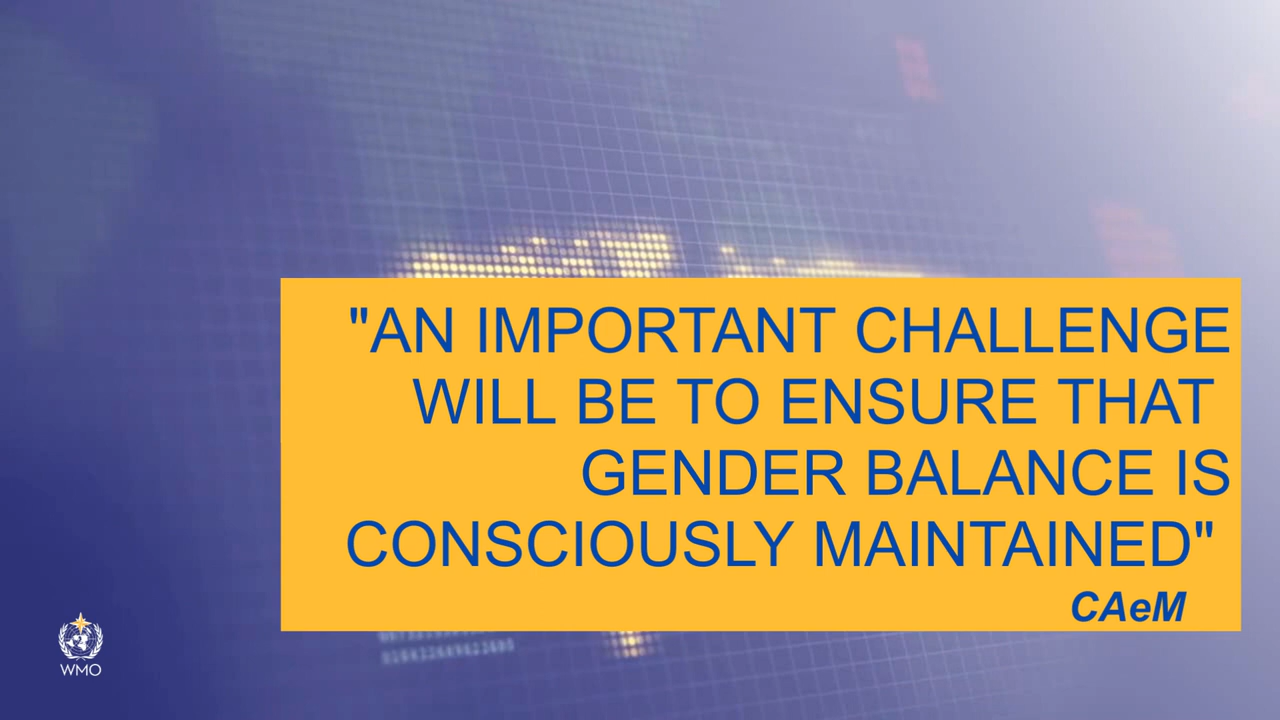 "AN IMPORTANT CHALLENGE
WILL BE TO ENSURE THAT
GENDER BALANCE IS
CONSCIOUSLY MAINTAINED"
CAeM
WMO